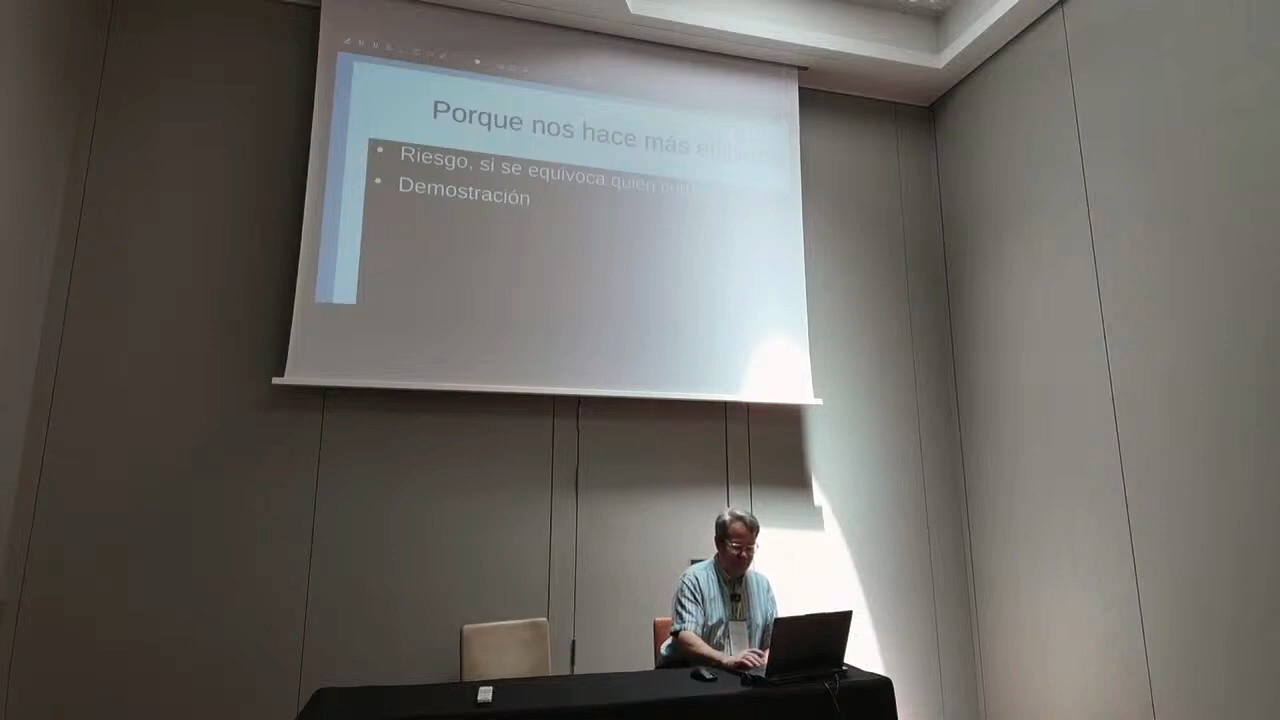 Porque nos hace más
Riesgo, si se equivoca quién
Demostración